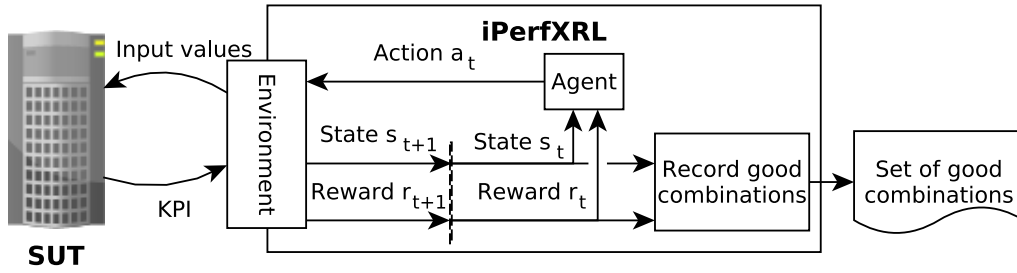 iPerfXRL
Input values
Action a t
Agent
Environment
State s t+1
State s t
Reward r t+1
Reward r t
KPI
SUT
Record good
combinations
Set of good
combinations